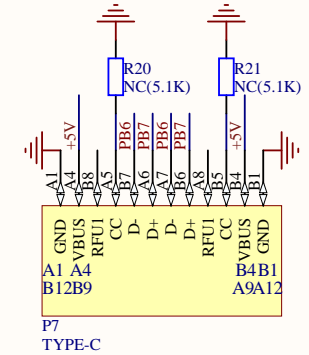 R20
NC(5.1K)
R21
NC(5.1K)
+5V
PB6
PB7
PB6
PB7
+5V
A1
A4
B8
A5
B7
A6
A7
B6
A8
B5
B4
B1
GND
VBUS
RFU1
CC
D-
D+
D-
D+
RFU1
CC
VBUS
GND
A1 A4
B4B1
B12B9
A9A12
P7
TYPE-C